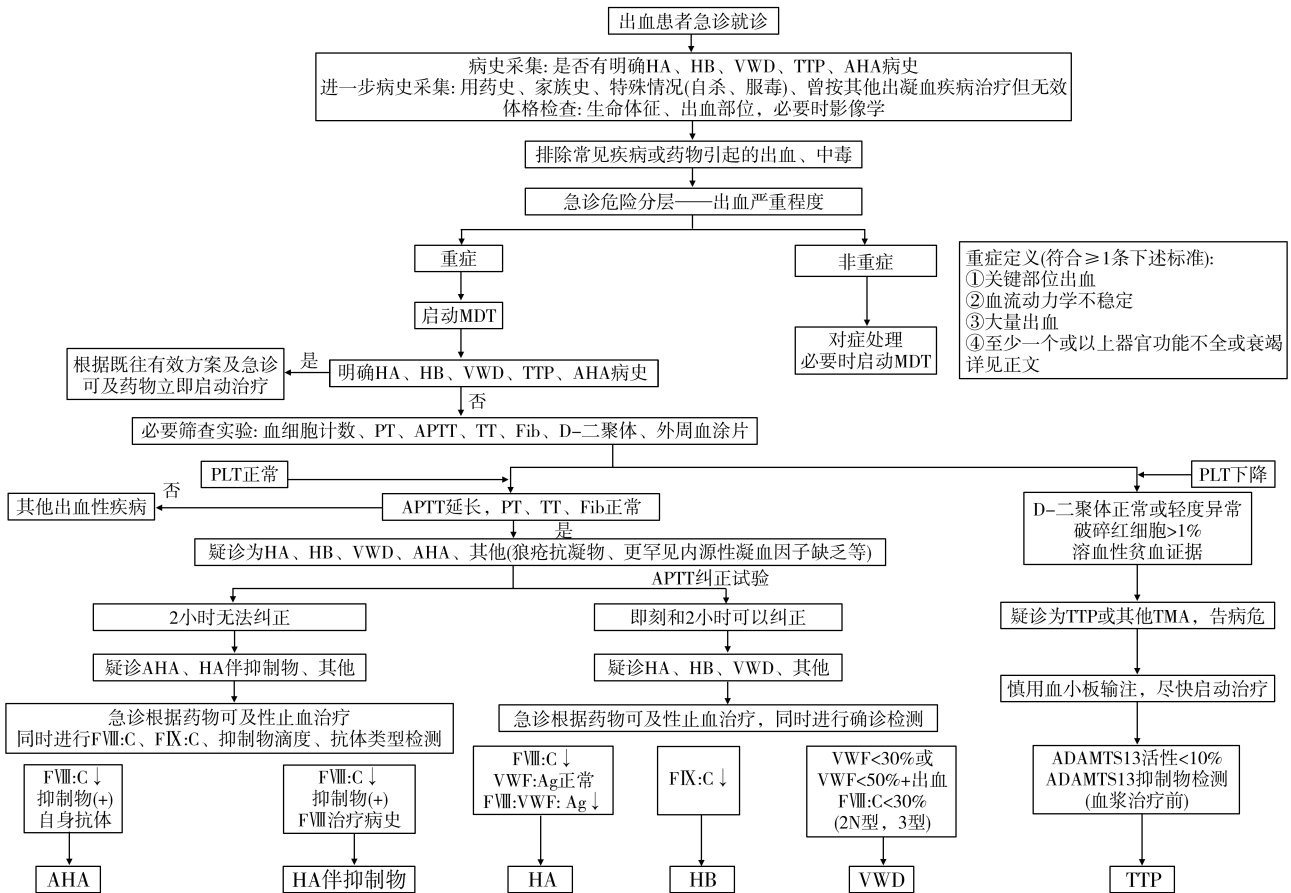 出血患者急诊就诊
病史采集: 是否有明确HA、HB、VWD、TTP、AHA病史
进一步病史采集: 用药史、家族史、特殊情况(自杀、服毒)、曾按其他出凝血疾病治疗但无效
体格检查: 生命体征、出血部位，必要时影像学
排除常见疾病或药物引起的出血、中毒
急诊危险分层——出血严重程度
重症
非重症
重症定义(符合≥1条下述标准):
①关键部位出血
②血流动力学不稳定
③大量出血
④至少一个或以上器官功能不全或衰竭
详见正文
启动MDT
对症处理
必要时启动MDT
根据既往有效方案及急诊
可及药物立即启动治疗
是
明确HA、HB、VWD、TTP、AHA病史
否
必要筛查实验: 血细胞计数、PT、APTT、TT、Fib、D-二聚体、外周血涂片
PLT正常
PLT下降
其他出血性疾病
否
APTT延长，PT、TT、Fib正常
是
D-二聚体正常或轻度异常
破碎红细胞>1%
溶血性贫血证据
疑诊为HA、HB、VWD、AHA、其他(狼疮抗凝物、更罕见内源性凝血因子缺乏等)
APTT纠正试验
2小时无法纠正
即刻和2小时可以纠正
疑诊为TTP或其他TMA，告病危
疑诊AHA、HA伴抑制物、其他
疑诊HA、HB、VWD、其他
慎用血小板输注，尽快启动治疗
急诊根据药物可及性止血治疗
同时进行FⅧ:C、FⅨ:C、抑制物滴度、抗体类型检测
急诊根据药物可及性止血治疗，同时进行确诊检测
FⅧ:C↓
抑制物(+)
自身抗体
FⅧ:C↓
抑制物(+)
FⅧ治疗病史
FⅧ:C↓
VWF:Ag正常
FⅧ:VWF: Ag↓
FⅨ:C↓
VWF<30%或
VWF<50%+出血
FⅧ:C<30%
(2N型，3型)
ADAMTS13活性<10%
ADAMTS13抑制物检测
(血浆治疗前)
AHA
HA伴抑制物
HA
HB
VWD
TTP